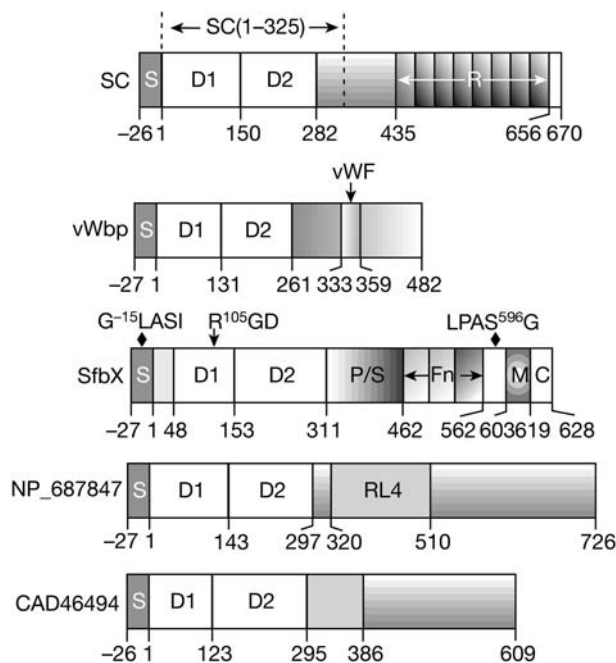 SC(1–325)
SC S D1 D2 R
–26 1 150 282 435 656 670
vWF
vWbp S D1 D2
–27 1 131 261 333 359 482
G⁻¹⁵LASI R¹⁰⁵GD LPAS⁵⁹⁶G
SfbX S D1 D2 P/S Fn M C
–27 1 48 153 311 462 562 603 619 628
NP_687847 S D1 D2 RL4
–27 1 143 297 320 510 726
CAD46494 S D1 D2
–26 1 123 295 386 609